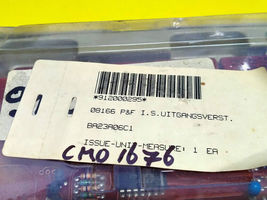 *912000295*
08166 P&F I.S.UITGANGSVERST.
BA23A06C1
ISSUE-UNIT-MEASURE: 1 EA
CMO 1676